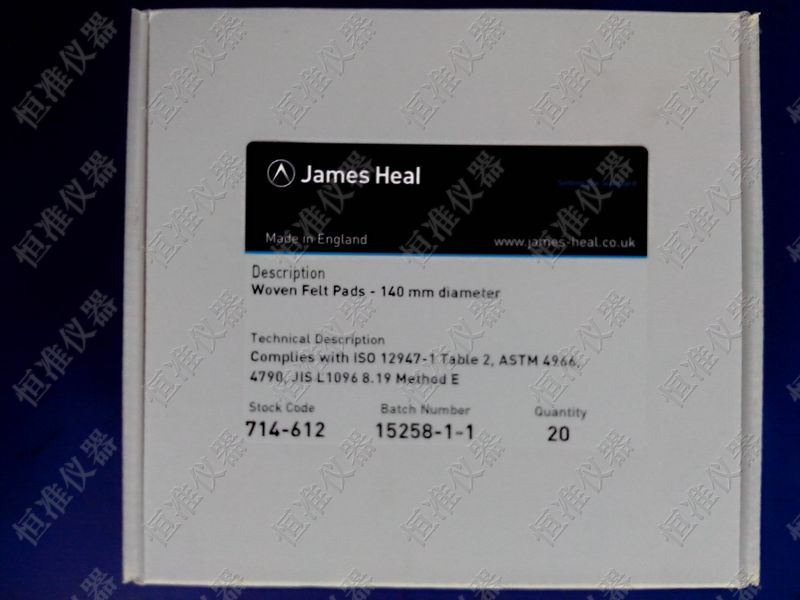 James Heal
Made in England
www.james-heal.co.uk
Description
Woven Felt Pads - 140 mm diameter
Technical Description
Complies with ISO 12947-1 Table 2, ASTM 4966,
4790, JIS L1096 8.19 Method E
Stock Code Batch Number Quantity
714-612 15258-1-1 20
恒准仪器